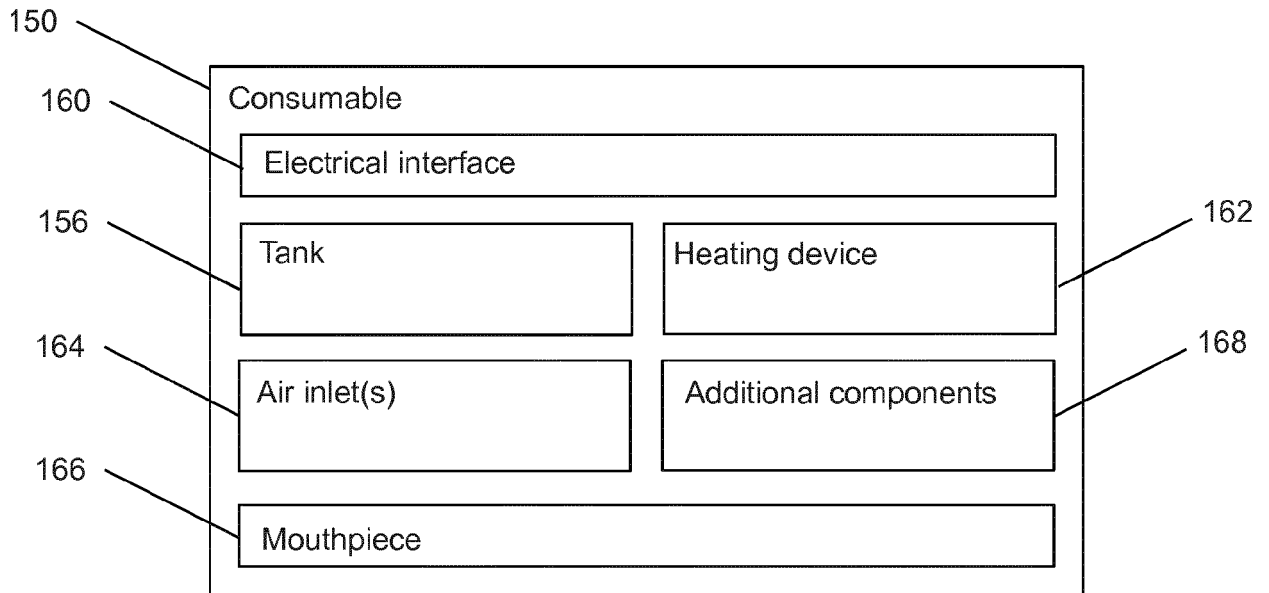 150
Consumable
160
Electrical interface
156
Tank
Heating device
162
164
Air inlet(s)
Additional components
168
166
Mouthpiece